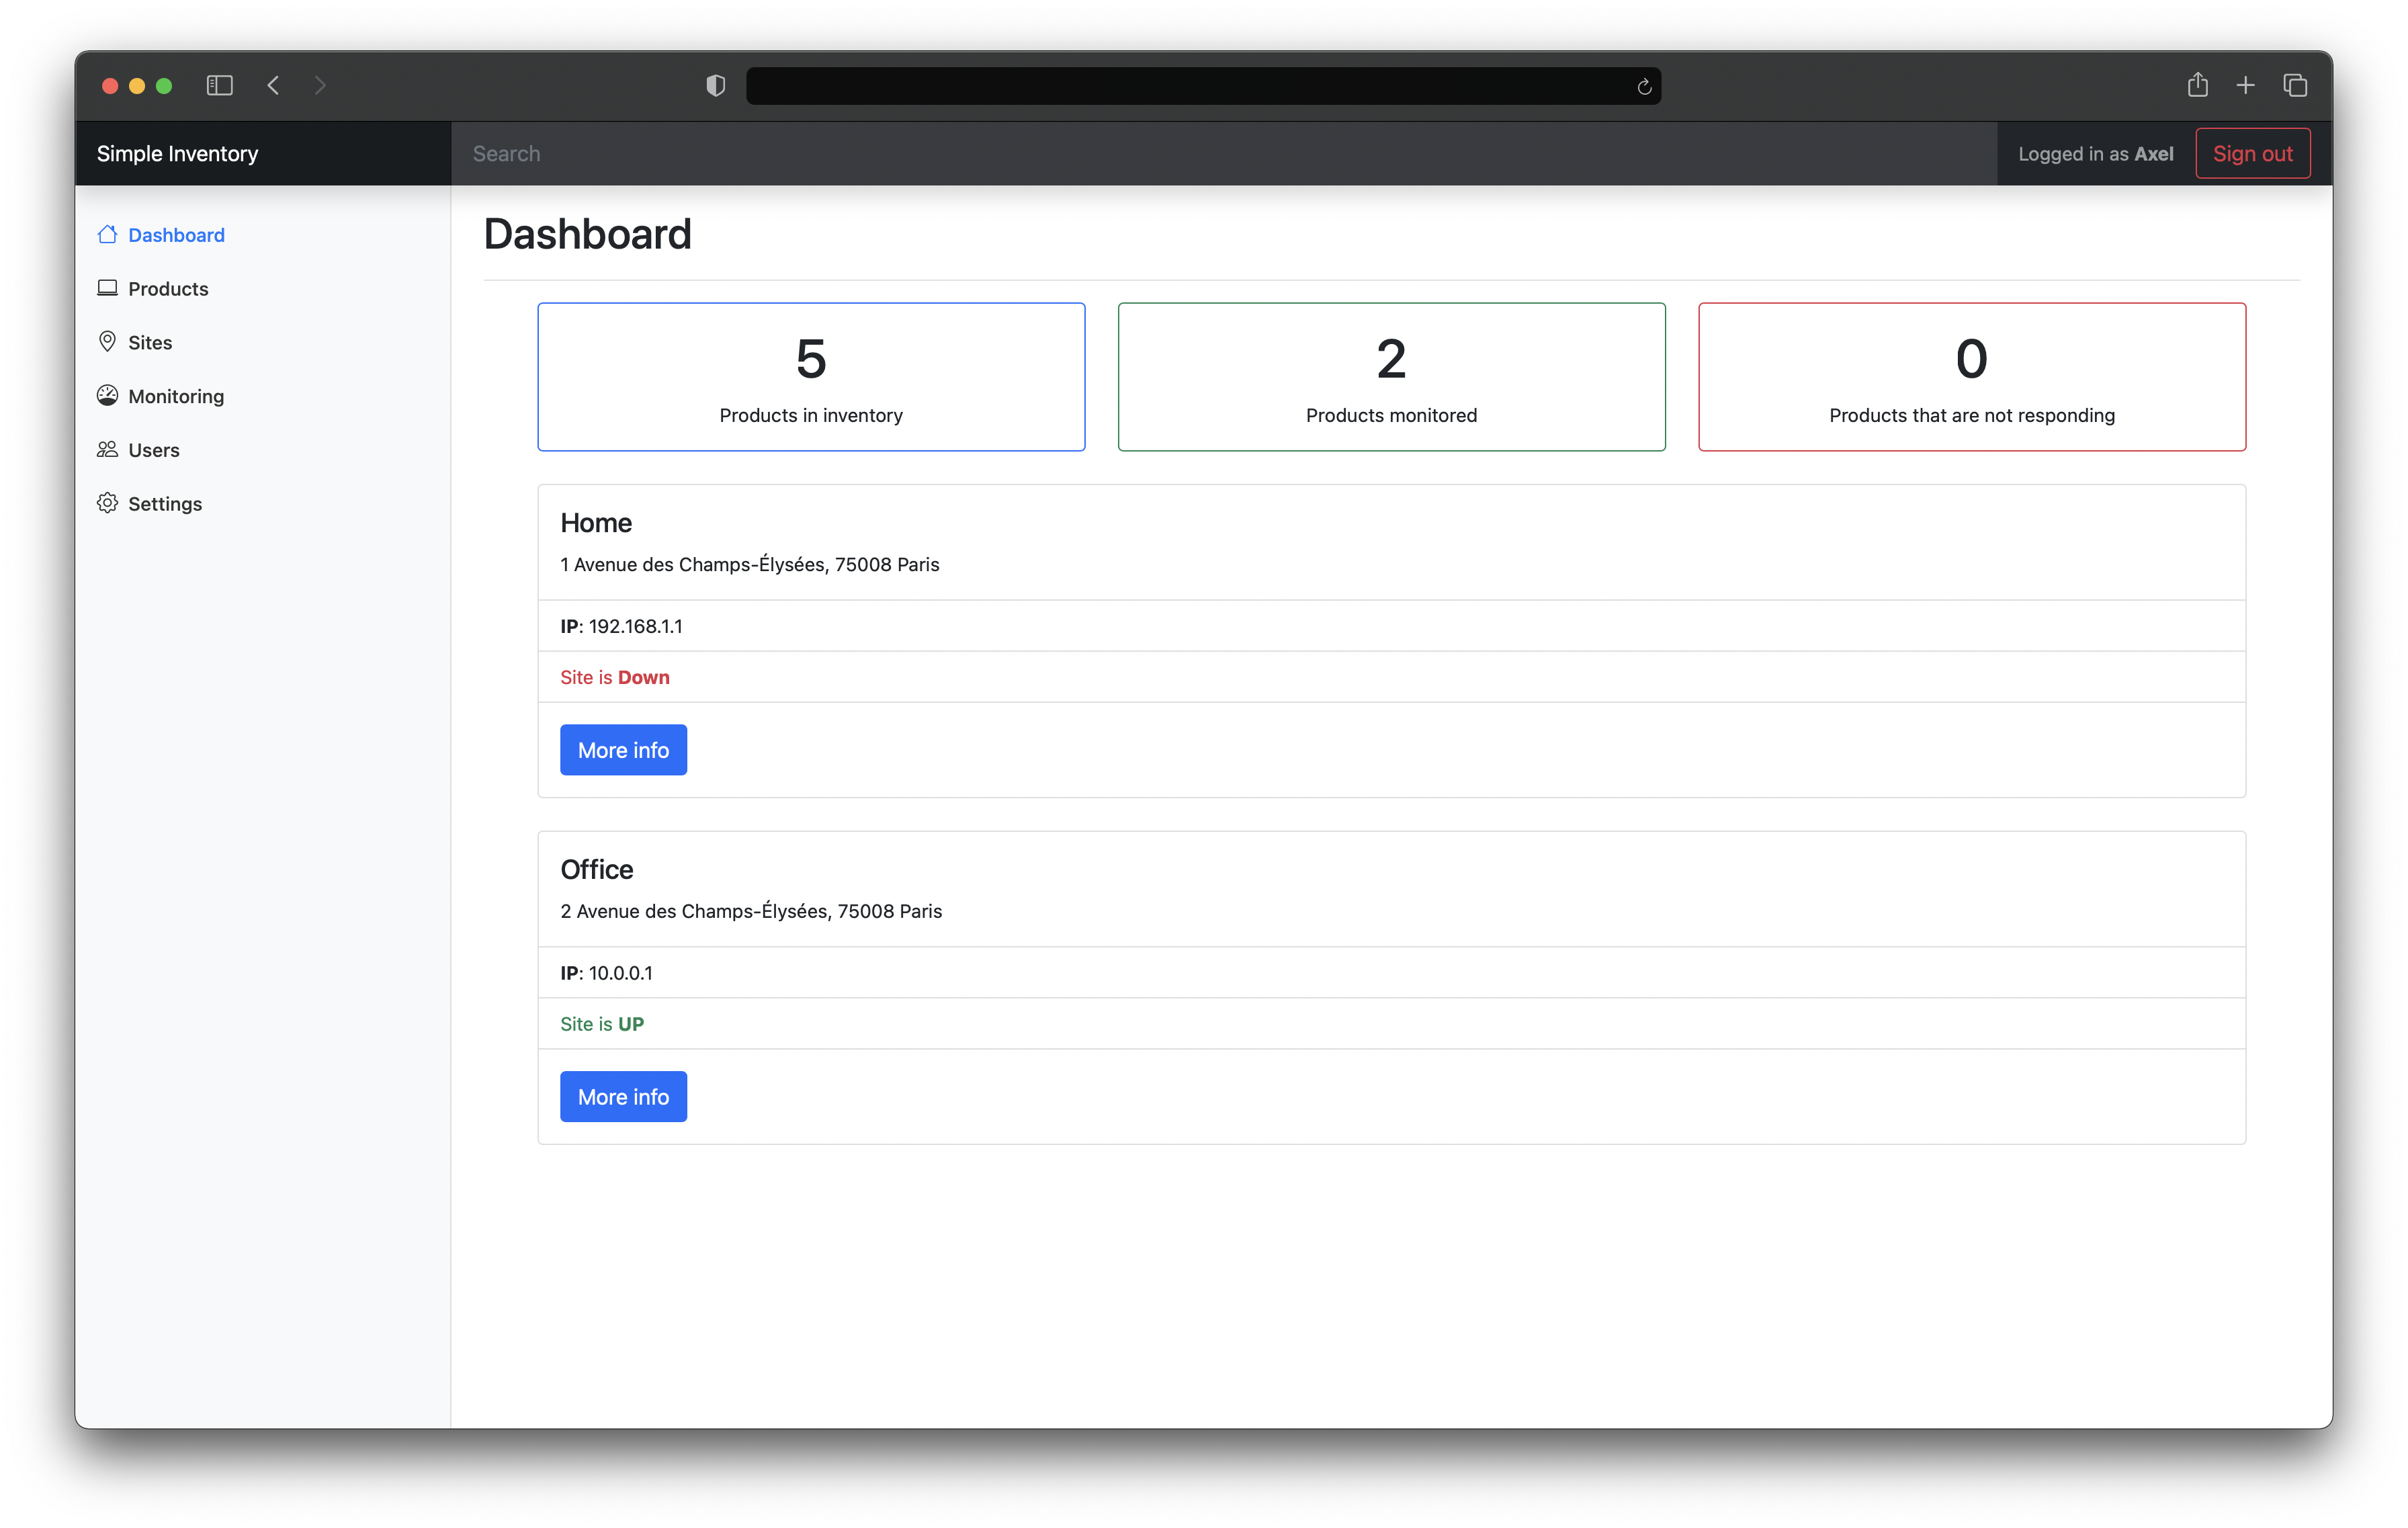 Simple Inventory
Search
Logged in as Axel
Sign out
Dashboard
Products
Sites
Monitoring
Users
Settings
Dashboard
5
Products in inventory
2
Products monitored
0
Products that are not responding
Home
1 Avenue des Champs-Élysées, 75008 Paris
IP: 192.168.1.1
Site is Down
More info
Office
2 Avenue des Champs-Élysées, 75008 Paris
IP: 10.0.0.1
Site is UP
More info